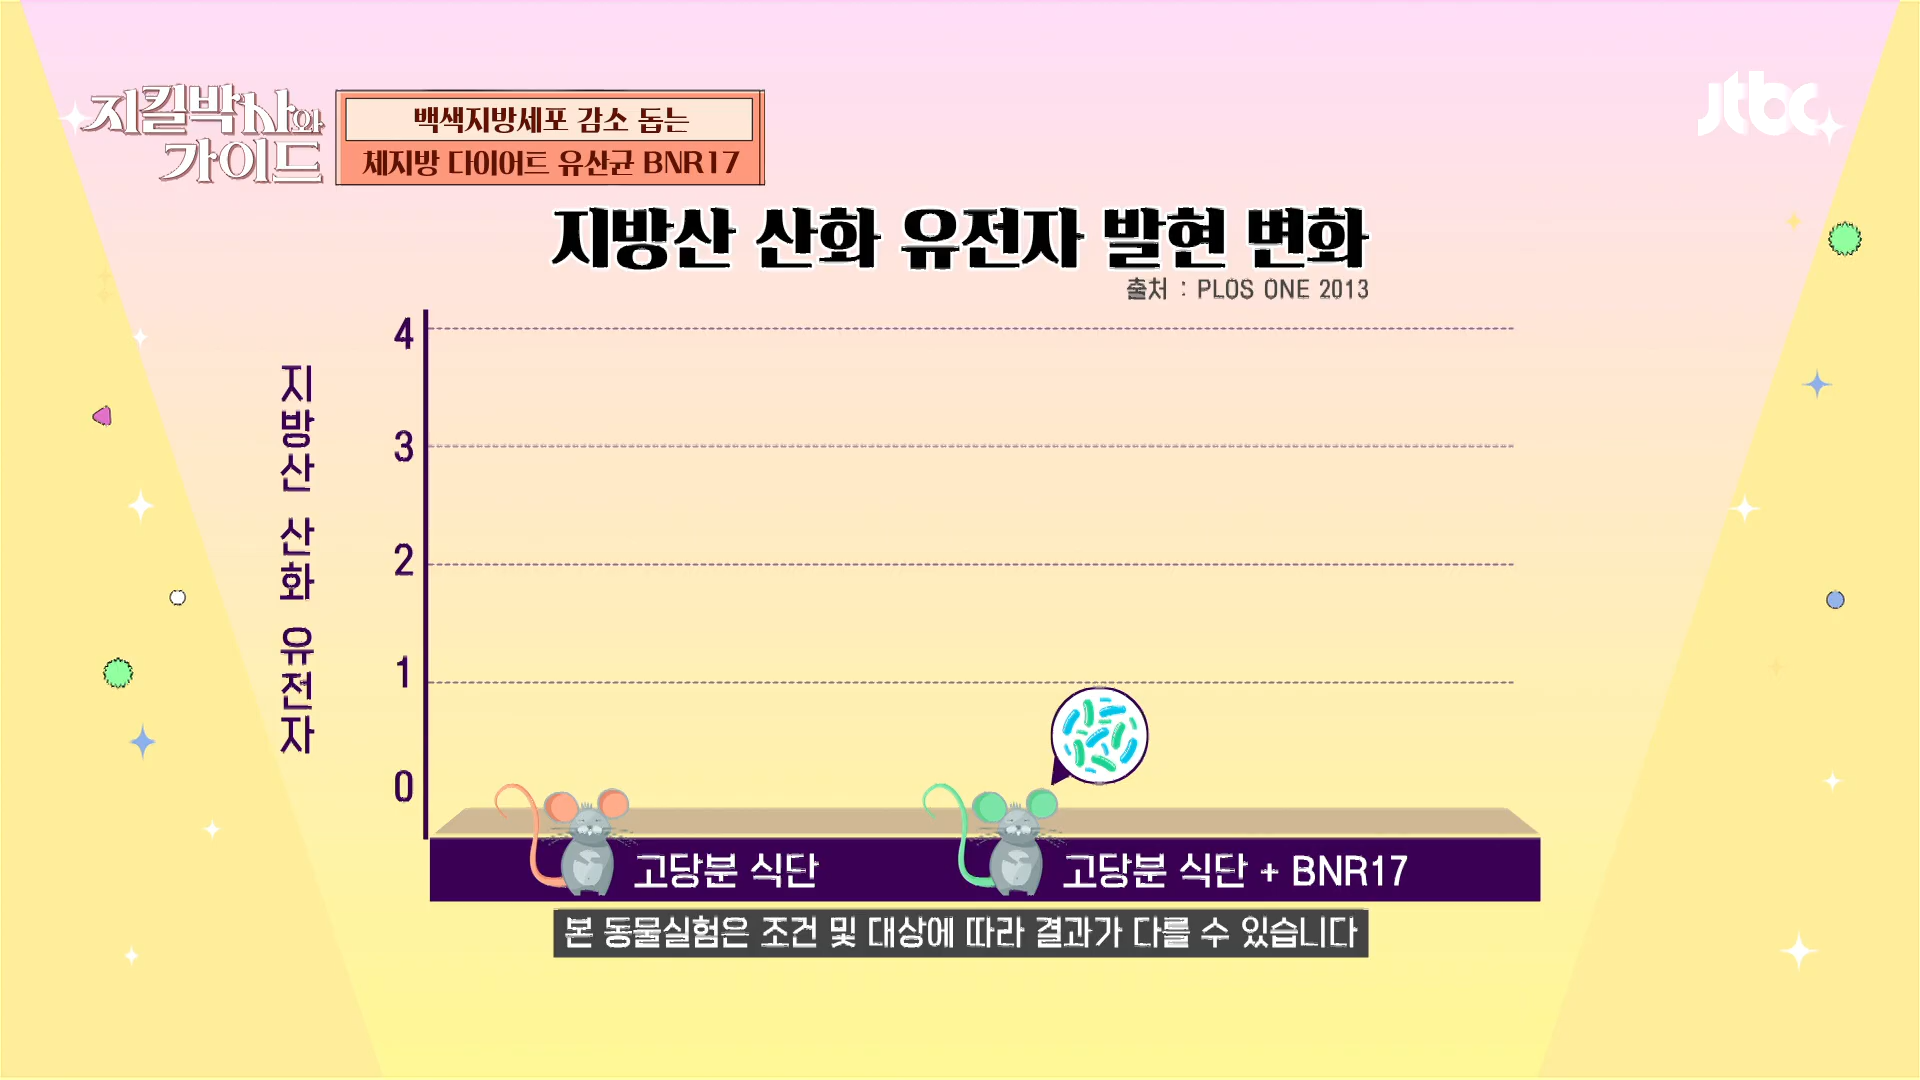 지킬박사와
가이드
백색지방세포 감소 돕는
체지방 다이어트 유산균 BNR17
jtbc
지방산 산화 유전자 발현 변화
출처 : PLOS ONE 2013
지방산 산화 유전자
4
3
2
1
0
고당분 식단
고당분 식단 + BNR17
본 동물실험은 조건 및 대상에 따라 결과가 다를 수 있습니다